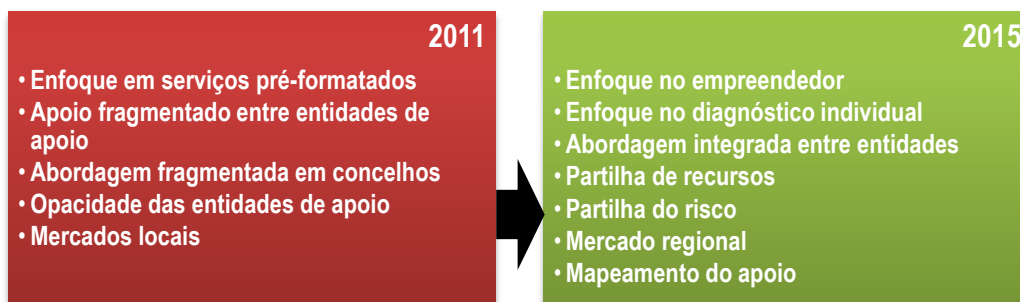 2011
• Enfoque em serviços pré-formatados
• Apoio fragmentado entre entidades de
apoio
• Abordagem fragmentada em concelhos
• Opacidade das entidades de apoio
• Mercados locais
2015
• Enfoque no empreendedor
• Enfoque no diagnóstico individual
• Abordagem integrada entre entidades
• Partilha de recursos
• Partilha do risco
• Mercado regional
• Mapeamento do apoio